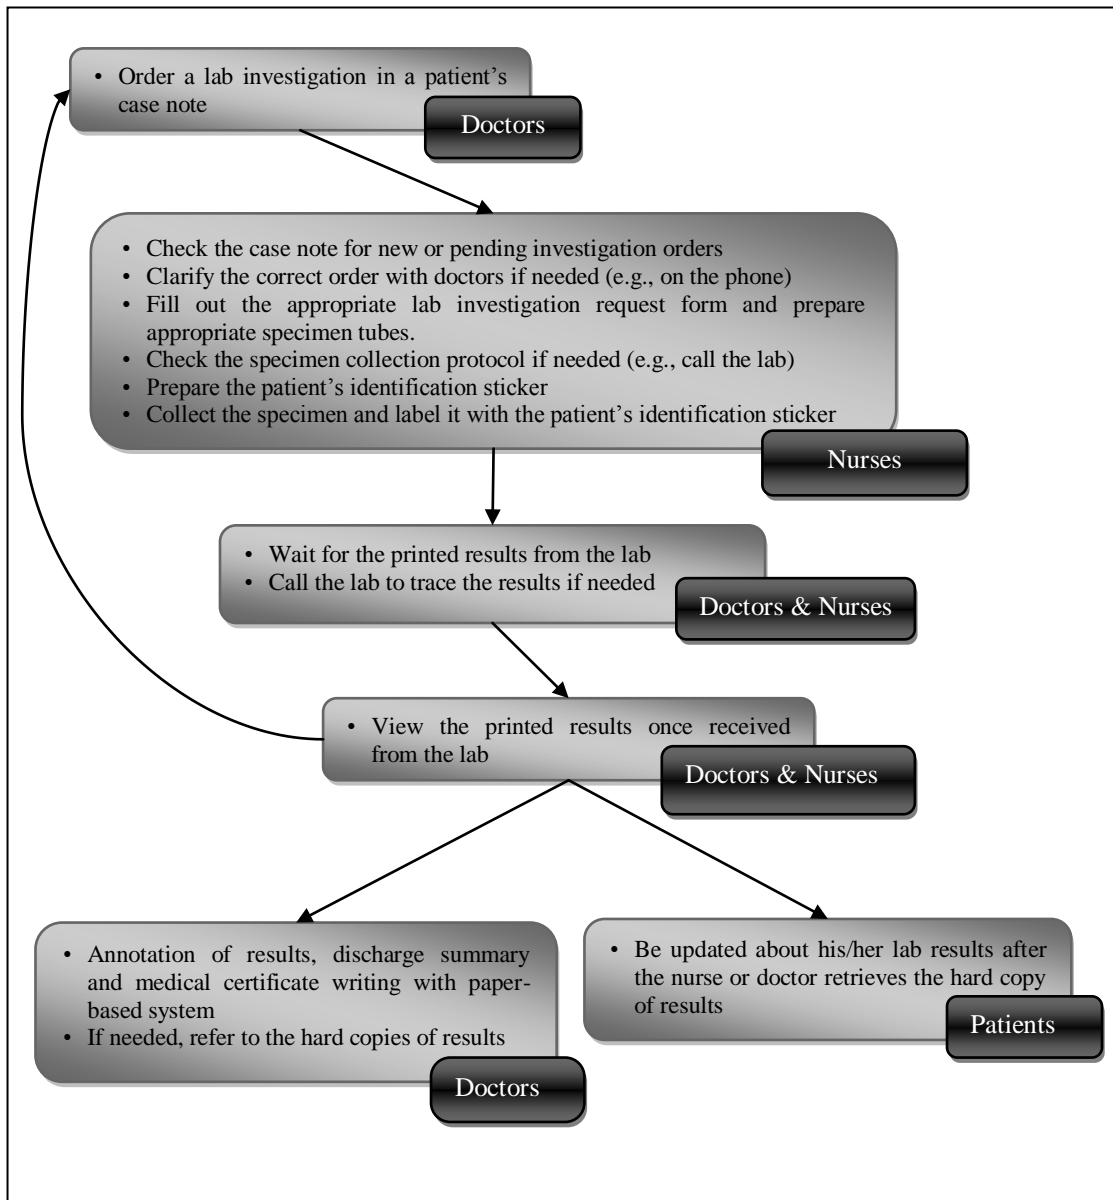 • Order a lab investigation in a patient's
case note
Doctors
• Check the case note for new or pending investigation orders
• Clarify the correct order with doctors if needed (e.g., on the phone)
• Fill out the appropriate lab investigation request form and prepare
appropriate specimen tubes.
• Check the specimen collection protocol if needed (e.g., call the lab)
• Prepare the patient's identification sticker
• Collect the specimen and label it with the patient's identification sticker
Nurses
• Wait for the printed results from the lab
• Call the lab to trace the results if needed
Doctors & Nurses
• View the printed results once received
from the lab
Doctors & Nurses
• Annotation of results, discharge summary
and medical certificate writing with paper-
based system
• If needed, refer to the hard copies of results
Doctors
• Be updated about his/her lab results after
the nurse or doctor retrieves the hard copy
of results
Patients